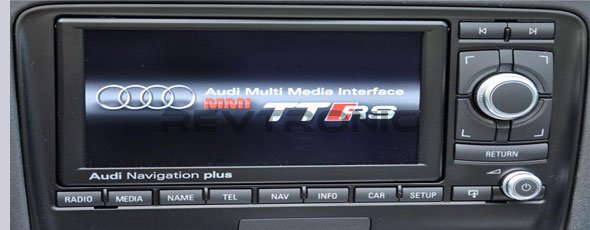 Audi Multi Media Interface
MMI TT RS
REVTRONIC
Audi Navigation plus
RETURN
RADIO MEDIA NAME TEL NAV INFO CAR SETUP